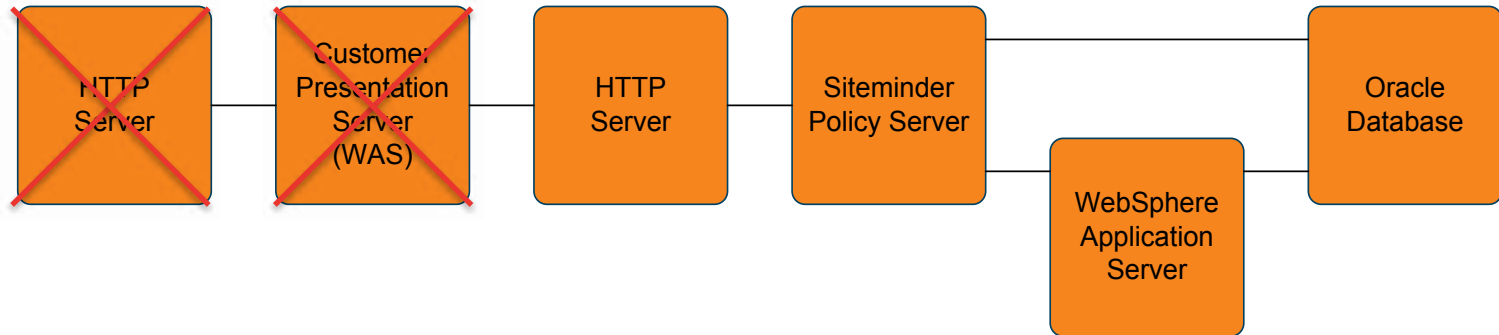 HTTP
Server
Customer
Presentation
Server
(WAS)
HTTP
Server
Siteminder
Policy Server
WebSphere
Application
Server
Oracle
Database